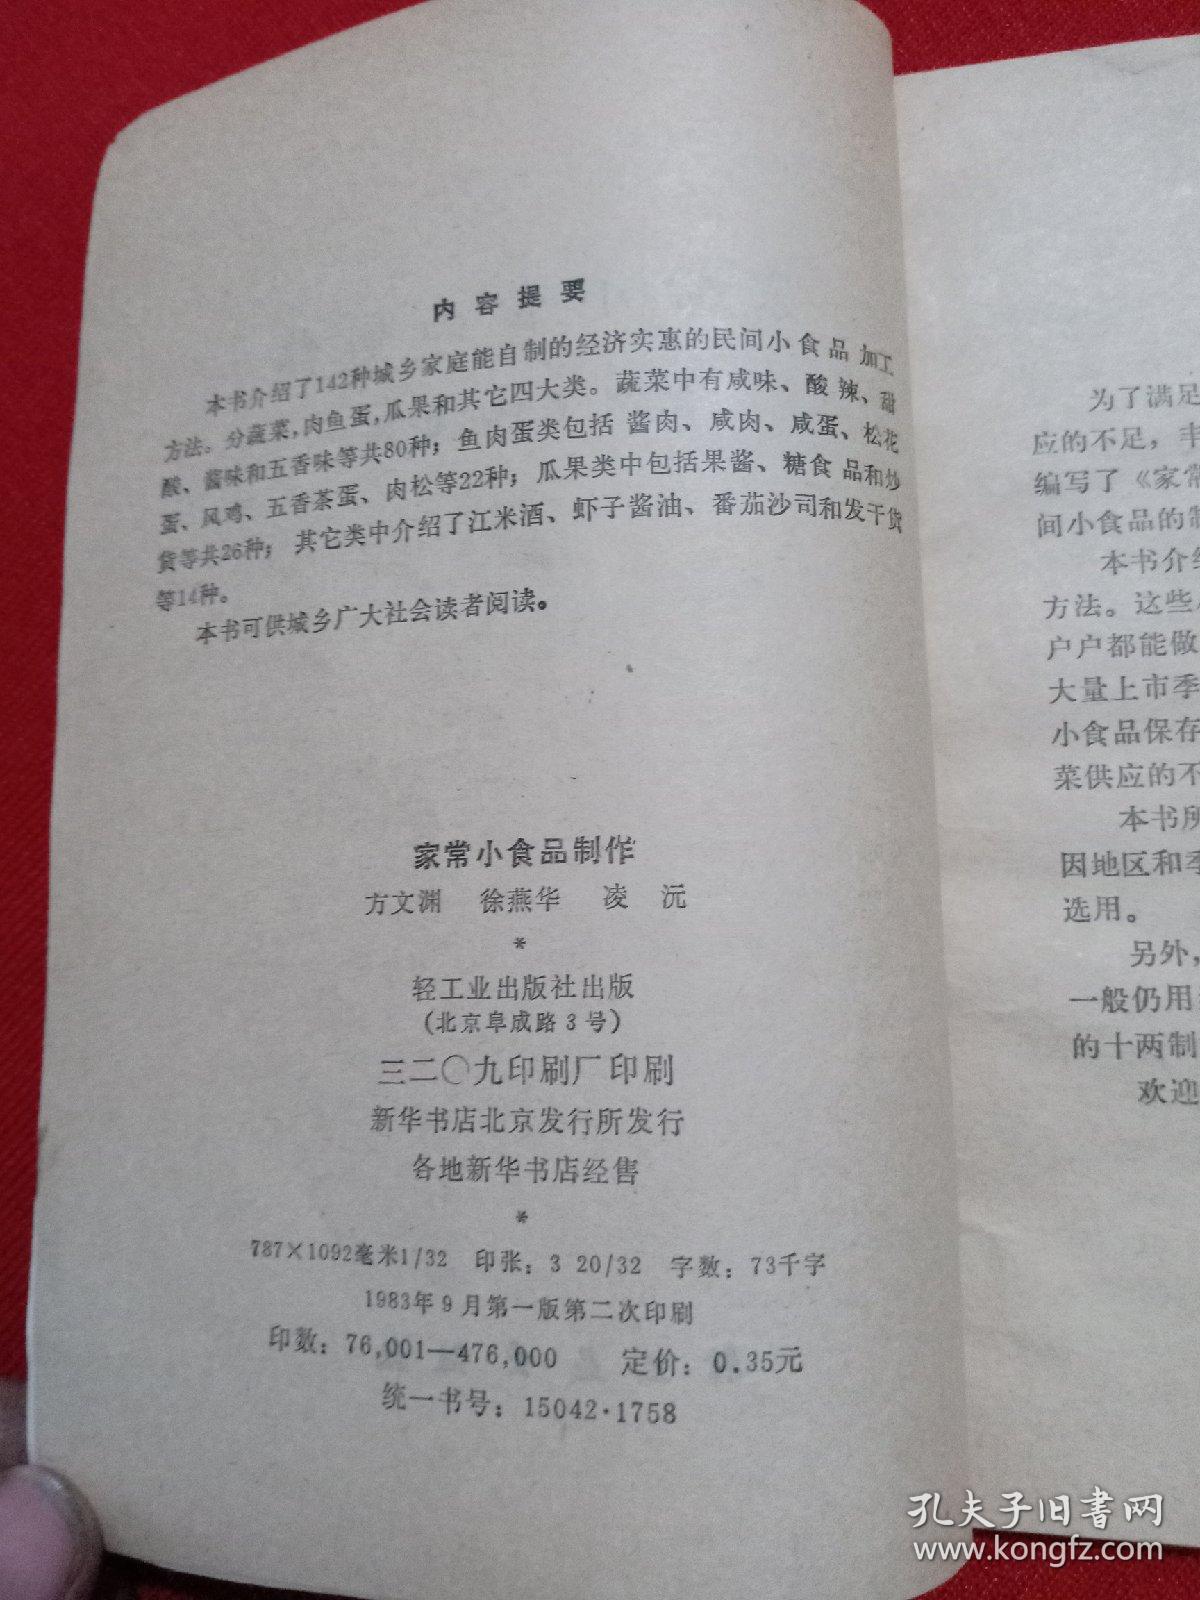 内容提要
本书介绍了142种城乡家庭能自制的经济实惠的民间小食品加工
方法。分蔬菜，肉鱼蛋，瓜果和其它四大类。蔬菜中有咸味、酸辣、甜
酸、酱味和五香味等共80种；鱼肉蛋类包括酱肉、咸肉、咸蛋、松花
蛋、风鸡、五香茶蛋、肉松等22种；瓜果类中包括果酱、糖食品和炒
货等共26种；其它类中介绍了江米酒、虾子酱油、番茄沙司和发干货
等14种。
本书可供城乡广大社会读者阅读。
家常小食品制作
方文渊 徐燕华 凌 沅
*
轻工业出版社出版
(北京阜成路3号)
三二〇九印刷厂印刷
新华书店北京发行所发行
各地新华书店经售
*
787×1092毫米1/32 印张：3 20/32 字数：73千字
1983年9月第一版第二次印刷
印数：76,001—476,000 定价：0.35元
统一书号：15042·1758
为了满足
应的不足，丰
编写了《家常
间小食品的制
本书介绍
方法。这些
户户都能做
大量上市季
小食品保存
菜供应的不
本书所
因地区和季
选用。
另外，
一般仍用
的十两制
欢迎
孔夫子旧书网
www.kongfz.com